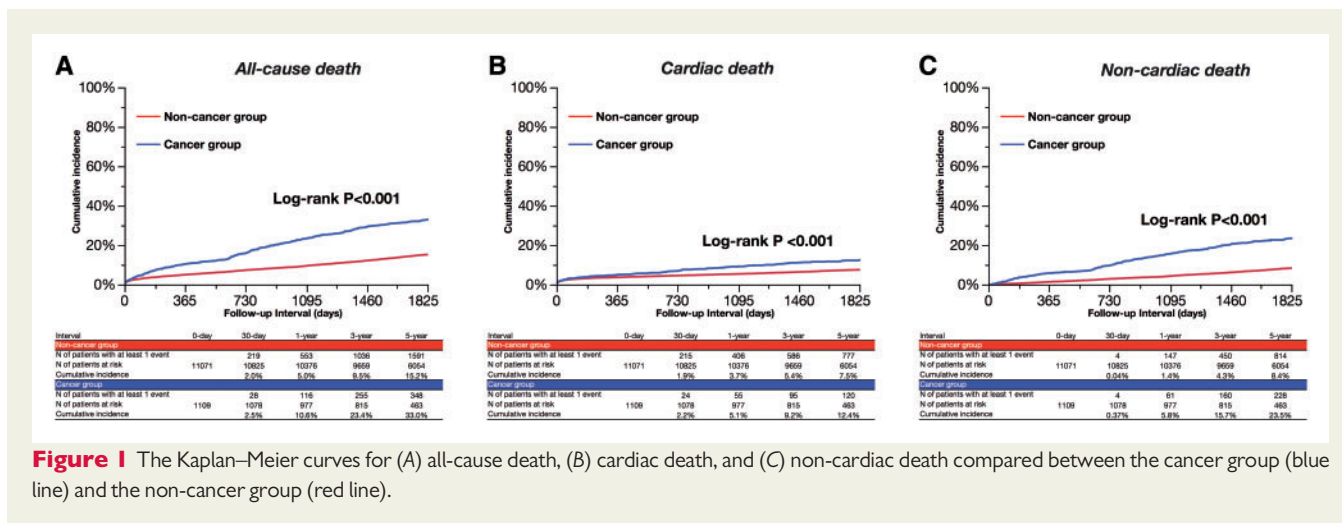 A All-cause death
100%
80%
60%
40%
20%
0%
Cumulative incidence
Non-cancer group
Cancer group
Log-rank P<0.001
0 365 730 1095 1460 1825
Follow-up Interval (days)
Interval 0-day 30-day 1-year 3-year 5-year
Non-cancer group
N of patients with at least 1 event 219 553 1036 1591
N of patients at risk 11071 10825 10376 9659 6054
Cumulative incidence 2.0% 5.0% 9.5% 15.2%
Cancer group
N of patients with at least 1 event 28 116 255 348
N of patients at risk 1109 1078 977 815 463
Cumulative incidence 2.5% 10.6% 23.4% 33.0%
B Cardiac death
100%
80%
60%
40%
20%
0%
Cumulative incidence
Non-cancer group
Cancer group
Log-rank P <0.001
0 365 730 1095 1460 1825
Follow-up Interval (days)
Interval 0-day 30-day 1-year 3-year 5-year
Non-cancer group
N of patients with at least 1 event 215 406 586 777
N of patients at risk 11071 10825 10376 9659 6054
Cumulative incidence 1.9% 3.7% 5.4% 7.5%
Cancer group
N of patients with at least 1 event 24 55 95 120
N of patients at risk 1109 1078 977 815 463
Cumulative incidence 2.2% 5.1% 9.2% 12.4%
C Non-cardiac death
100%
80%
60%
40%
20%
0%
Cumulative incidence
Non-cancer group
Cancer group
Log-rank P<0.001
0 365 730 1095 1460 1825
Follow-up Interval (days)
Interval 0-day 30-day 1-year 3-year 5-year
Non-cancer group
N of patients with at least 1 event 4 147 450 814
N of patients at risk 11071 10825 10376 9659 6054
Cumulative incidence 0.04% 1.4% 4.3% 8.4%
Cancer group
N of patients with at least 1 event 4 61 160 228
N of patients at risk 1109 1078 977 815 463
Cumulative incidence 0.37% 5.8% 15.7% 23.5%
Figure 1 The Kaplan–Meier curves for (A) all-cause death, (B) cardiac death, and (C) non-cardiac death compared between the cancer group (blue
line) and the non-cancer group (red line).